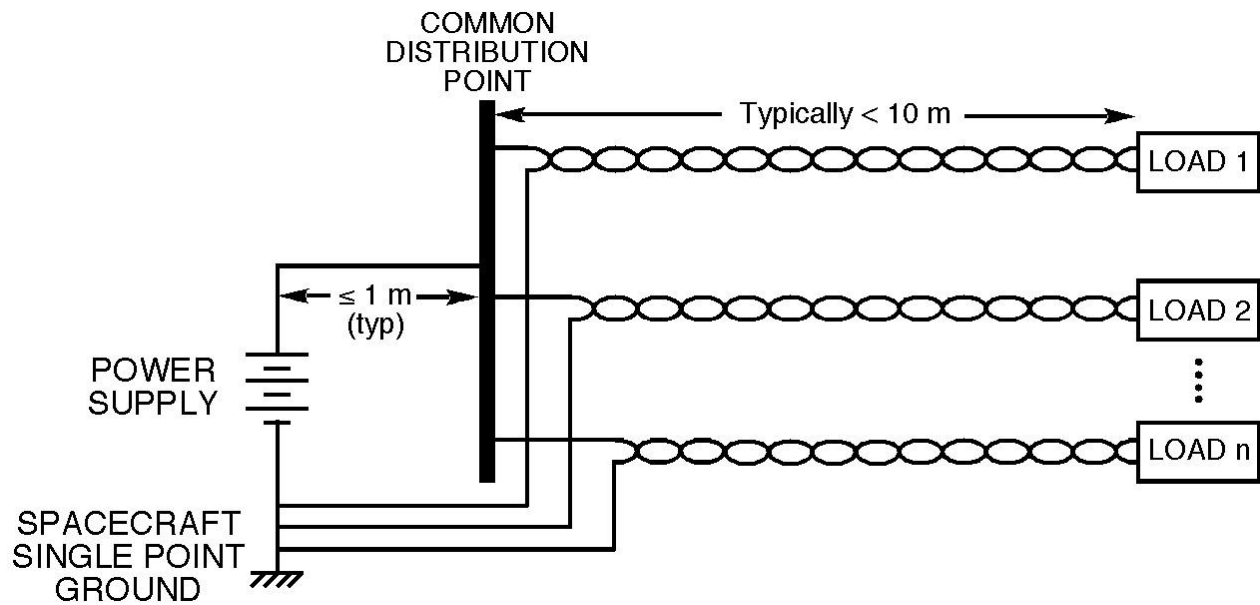 COMMON
DISTRIBUTION
POINT
Typically < 10 m
LOAD 1
≤ 1 m
(typ)
LOAD 2
POWER
SUPPLY
LOAD n
SPACECRAFT
SINGLE POINT
GROUND